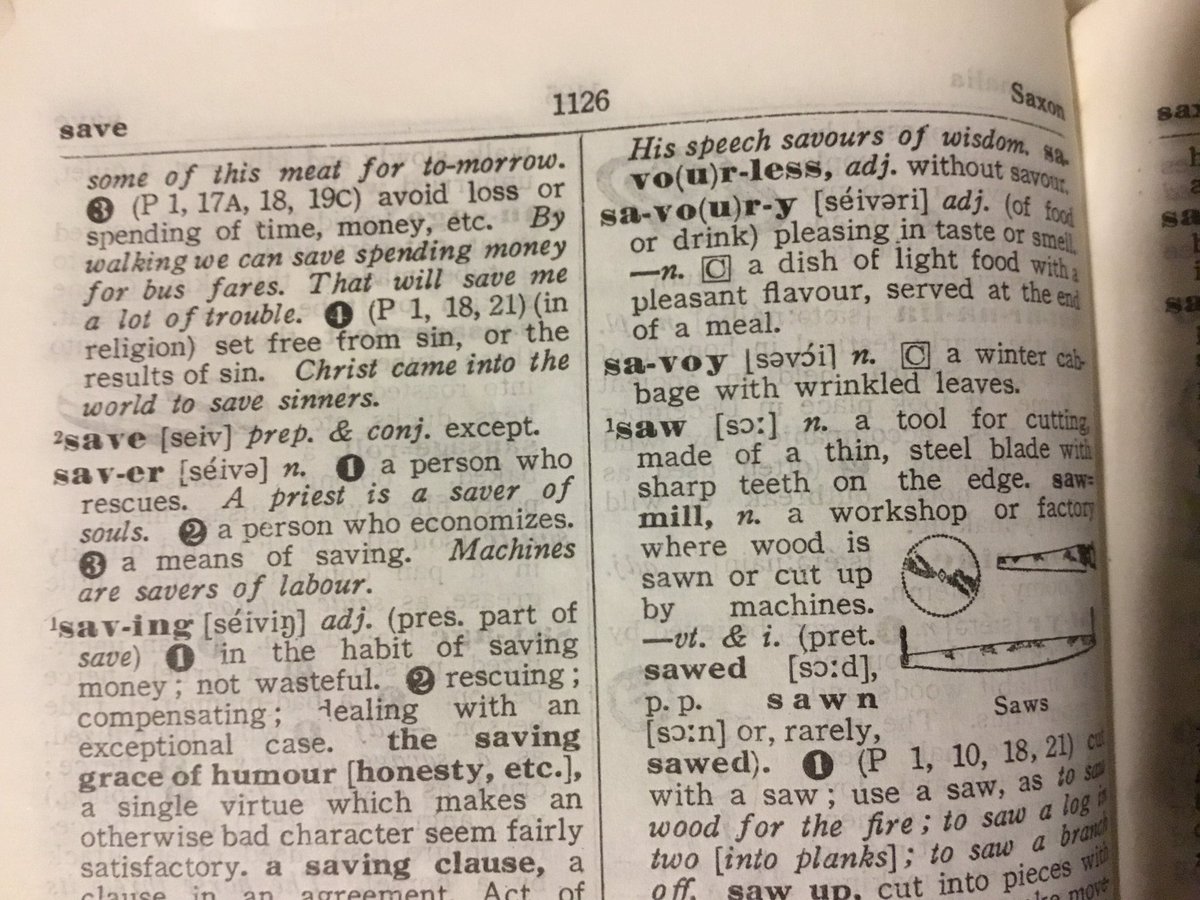 save
1126
Saxon
some of this meat for to-morrow.
❸ (P 1, 17A, 18, 19C) avoid loss or
spending of time, money, etc. By
walking we can save spending money
for bus fares. That will save me
a lot of trouble. ❹ (P 1, 18, 21) (in
religion) set free from sin, or the
results of sin. Christ came into the
world to save sinners.
²save [seiv] prep. & conj. except.
sav-er [séivə] n. ❶ a person who
rescues. A priest is a saver of
souls. ❷ a person who economizes.
❸ a means of saving. Machines
are savers of labour.
¹sav-ing [séiviŋ] adj. (pres. part of
save) ❶ in the habit of saving
money; not wasteful. ❷ rescuing;
compensating; dealing with an
exceptional case. the saving
grace of humour [honesty, etc.],
a single virtue which makes an
otherwise bad character seem fairly
satisfactory. a saving clause, a
clause in an agreement, Act of
His speech savours of wisdom. sa-
vo(u)r-less, adj. without savour.
sa-vo(u)r-y [séivəri] adj. (of food
or drink) pleasing in taste or smell.
—n. [C] a dish of light food with a
pleasant flavour, served at the end
of a meal.
sa-voy [səvɔ́i] n. [C] a winter cab-
bage with wrinkled leaves.
¹saw [sɔː] n. a tool for cutting,
made of a thin, steel blade with
sharp teeth on the edge. saw=
mill, n. a workshop or factory
where wood is
sawn or cut up
by machines.
—vt. & i. (pret.
sawed [sɔːd],
p.p. sawn
[sɔːn] or, rarely,
Saws
sawed). ❶ (P 1, 10, 18, 21) cut
with a saw; use a saw, as to saw
wood for the fire; to saw a log in
two [into planks]; to saw a branch
off. saw up, cut into pieces with